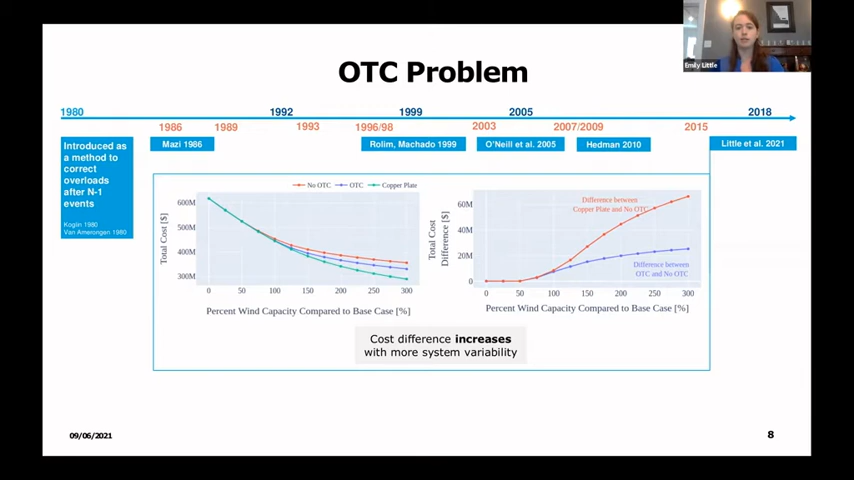 OTC Problem
Emily Little
1980
1992
1999
2005
2018
1986
1989
1993
1996/98
2003
2007/2009
2015
Introduced as
a method to
correct
overloads
after N-1
events
Koglin 1980
Van Amerongen 1980
Mazi 1986
Rolim, Machado 1999
O'Neill et al. 2005
Hedman 2010
Little et al. 2021
No OTC
OTC
Copper Plate
Total Cost [$]
600M
500M
400M
300M
0
50
100
150
200
250
300
Percent Wind Capacity Compared to Base Case [%]
Total Cost
Difference [$]
60M
40M
20M
0
Difference between
Copper Plate and No OTC
Difference between
OTC and No OTC
0
50
100
150
200
250
300
Percent Wind Capacity Compared to Base Case [%]
Cost difference increases
with more system variability
09/06/2021
8